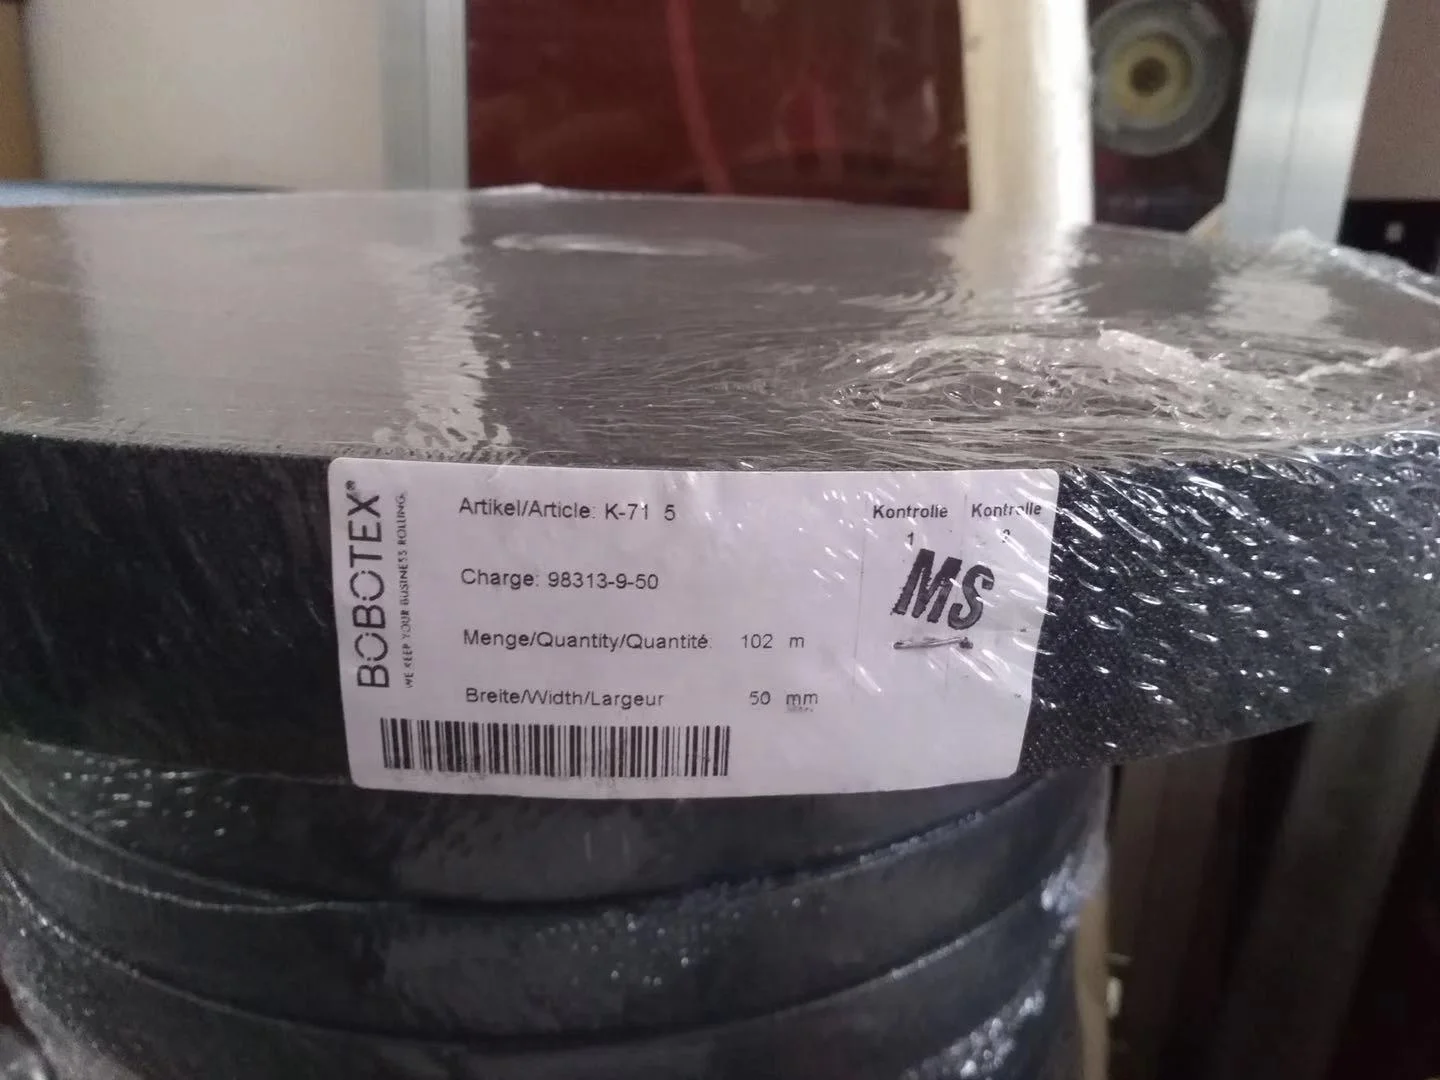 BOBOTEX®
WE KEEP YOUR BUSINESS ROLLING.
Artikel/Article: K-71 5
Charge: 98313-9-50
Menge/Quantity/Quantité: 102 m
Breite/Width/Largeur 50 mm
Kontrolle
1
Kontrolle
2
MS